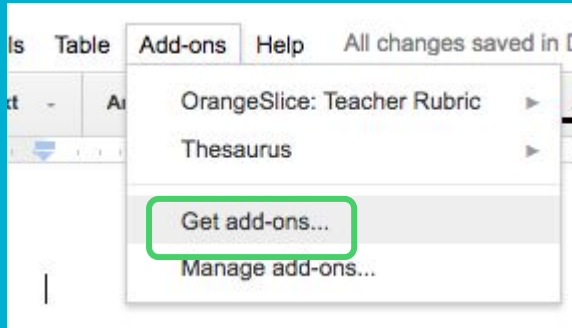 ls Table Add-ons Help All changes saved in D
xt
OrangeSlice: Teacher Rubric
Thesaurus
Get add-ons...
Manage add-ons...